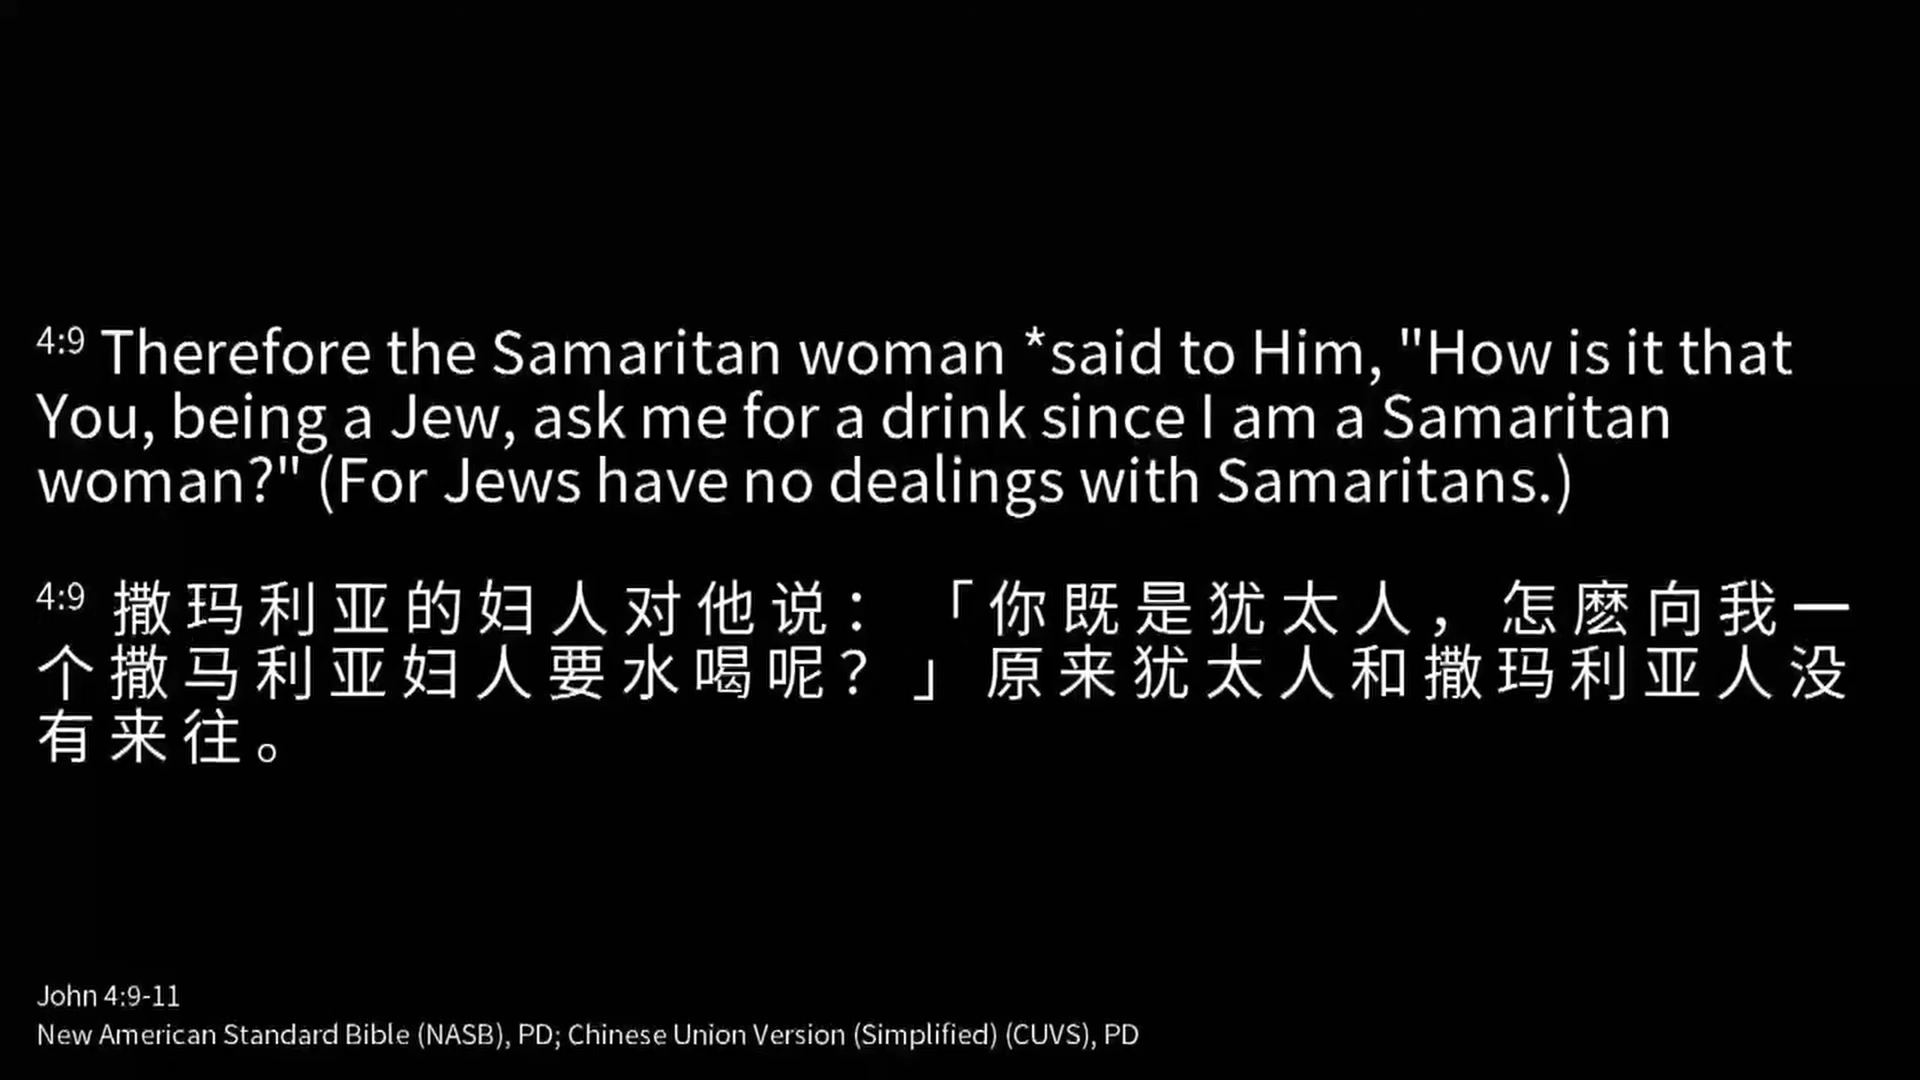 4:9 Therefore the Samaritan woman *said to Him, "How is it that
You, being a Jew, ask me for a drink since I am a Samaritan
woman?" (For Jews have no dealings with Samaritans.)
4:9 撒玛利亚的妇人对他说：「你既是犹太人，怎麽向我一
个撒马利亚妇人要水喝呢？」原来犹太人和撒玛利亚人没
有来往。
John 4:9-11
New American Standard Bible (NASB), PD; Chinese Union Version (Simplified) (CUVS), PD